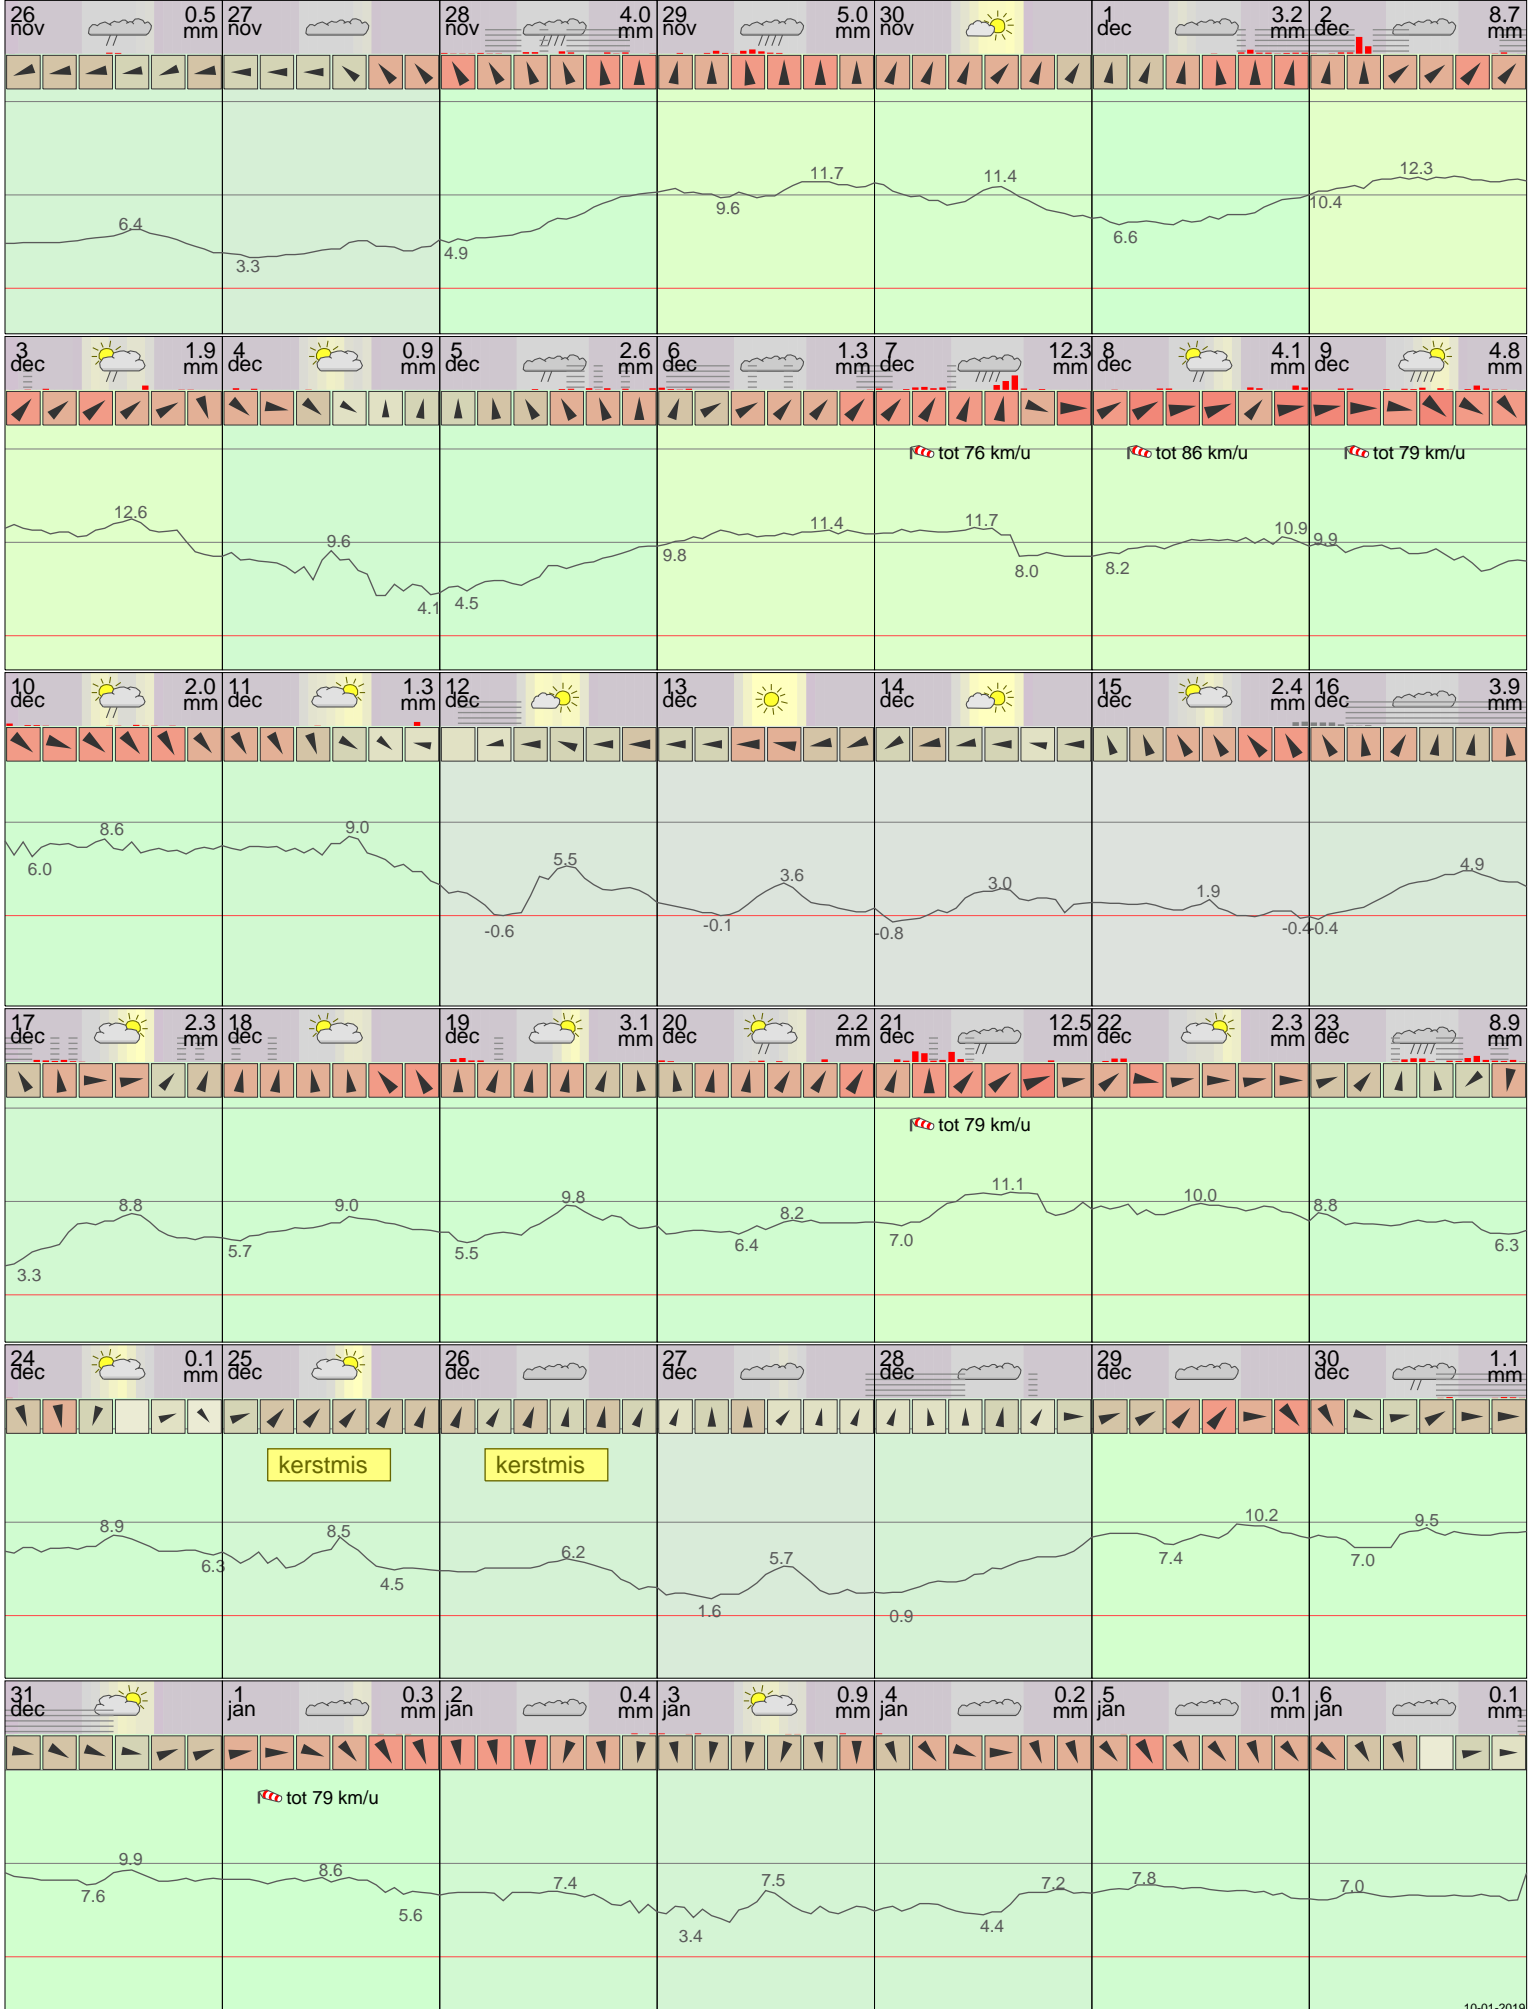 26 nov 0.5 mm
27 nov
28 nov 4.0 mm
29 nov 5.0 mm
30 nov
1 dec 3.2 mm
2 dec 8.7 mm
6.4
3.3
4.9
9.6
11.7
11.4
6.6
10.4
12.3
3 dec 1.9 mm
4 dec 0.9 mm
5 dec 2.6 mm
6 dec 1.3 mm
7 dec 12.3 mm
8 dec 4.1 mm
9 dec 4.8 mm
tot 76 km/u
tot 86 km/u
tot 79 km/u
12.6
9.6
4.1
4.5
9.8
11.4
11.7
8.0
8.2
10.9
9.9
10 dec 2.0 mm
11 dec 1.3 mm
12 dec
13 dec
14 dec
15 dec 2.4 mm
16 dec 3.9 mm
6.0
8.6
9.0
-0.6
5.5
-0.1
3.6
-0.8
3.0
1.9
-0.4
-0.4
4.9
17 dec 2.3 mm
18 dec
19 dec 3.1 mm
20 dec 2.2 mm
21 dec 12.5 mm
22 dec 2.3 mm
23 dec 8.9 mm
tot 79 km/u
3.3
8.8
5.7
9.0
5.5
9.8
6.4
8.2
7.0
11.1
10.0
8.8
6.3
24 dec 0.1 mm
25 dec
26 dec
27 dec
28 dec
29 dec
30 dec 1.1 mm
kerstmis
kerstmis
8.9
6.3
8.5
4.5
6.2
1.6
5.7
0.9
7.4
10.2
7.0
9.5
31 dec
1 jan 0.3 mm
2 jan 0.4 mm
3 jan 0.9 mm
4 jan 0.2 mm
5 jan 0.1 mm
6 jan 0.1 mm
tot 79 km/u
7.6
9.9
8.6
5.6
7.4
3.4
7.5
4.4
7.2
7.8
7.0
10-01-2019